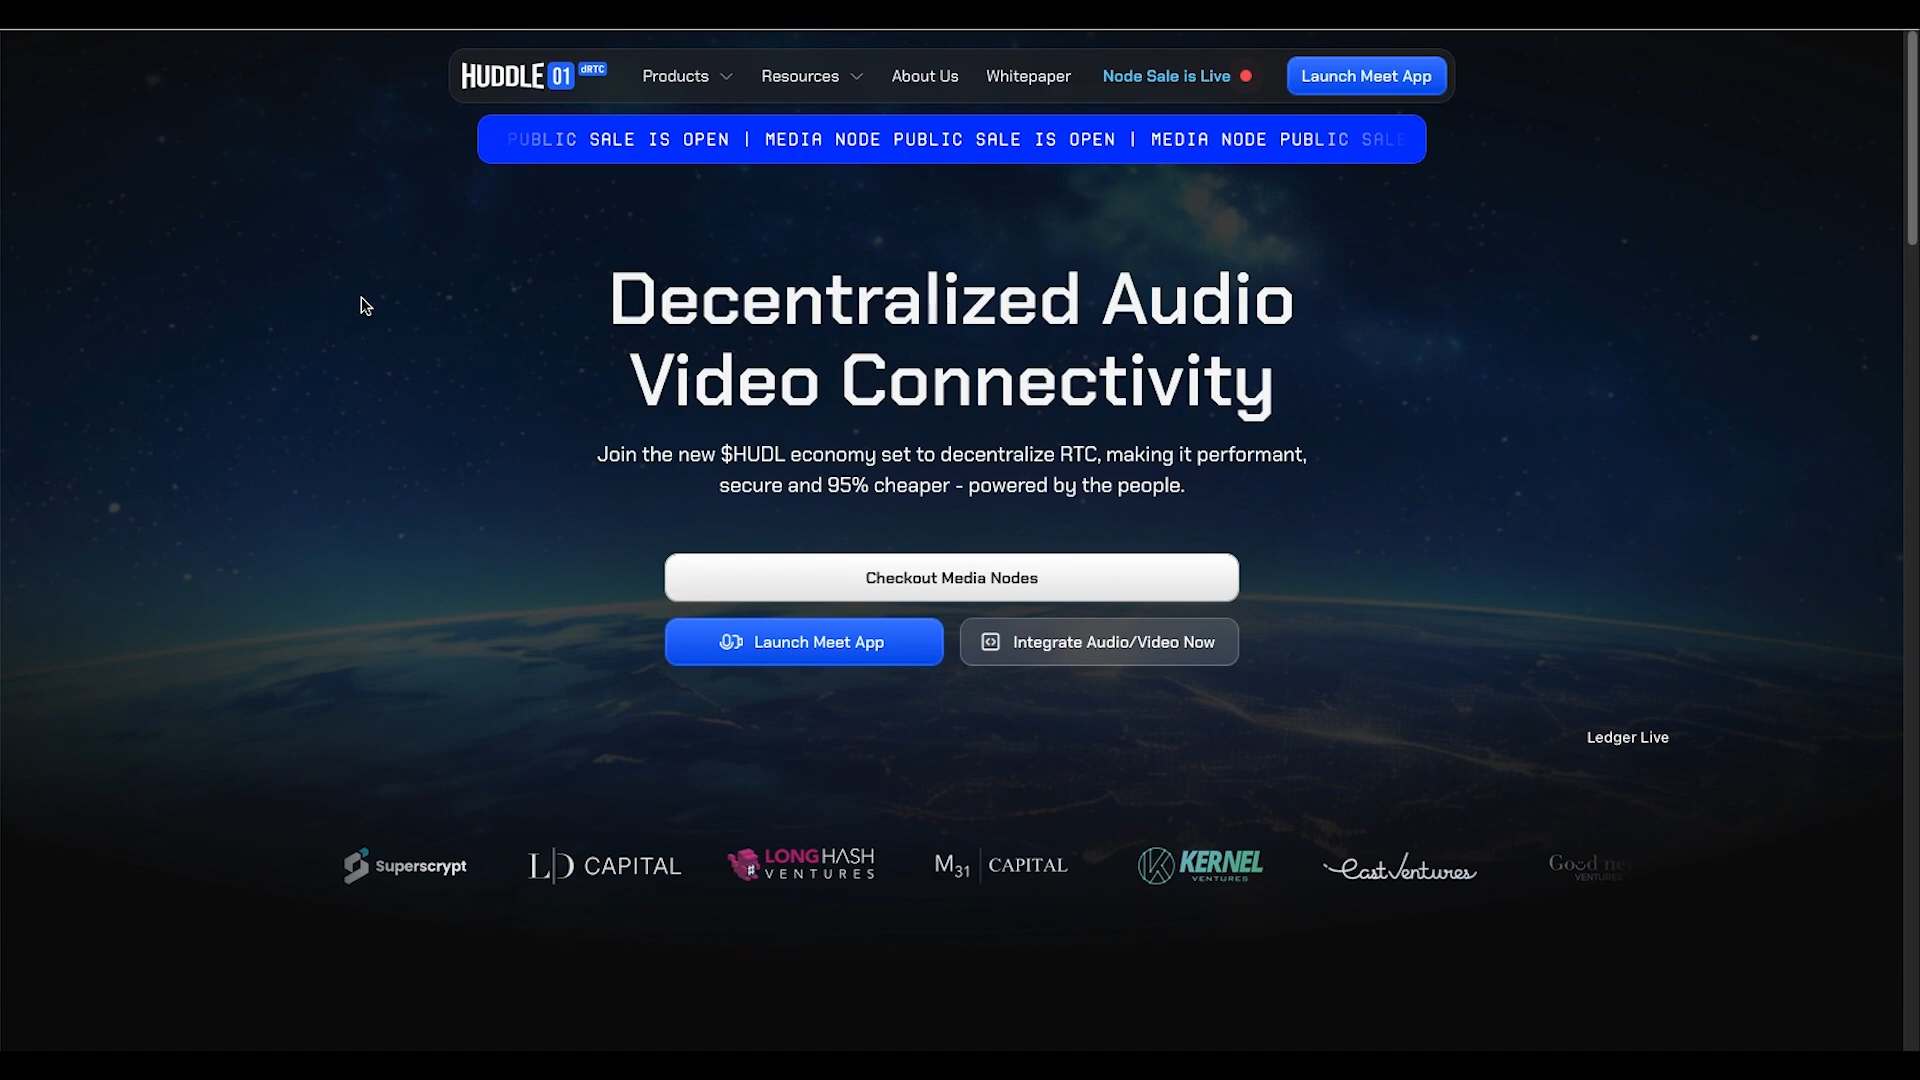 HUDDLE 01 dRTC
Products
Resources
About Us
Whitepaper
Node Sale is Live
Launch Meet App
PUBLIC SALE IS OPEN | MEDIA NODE PUBLIC SALE IS OPEN | MEDIA NODE PUBLIC SALE
Decentralized Audio
Video Connectivity
Join the new $HUDL economy set to decentralize RTC, making it performant,
secure and 95% cheaper - powered by the people.
Checkout Media Nodes
Launch Meet App
Integrate Audio/Video Now
Ledger Live
Superscrypt
LD CAPITAL
LONGHASH
VENTURES
M31 CAPITAL
KERNEL
VENTURES
East Ventures
Good
VENTURES